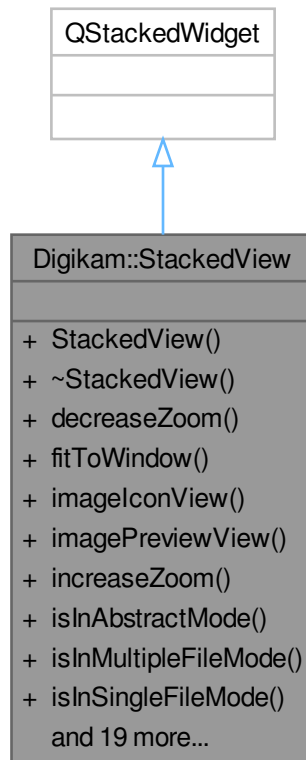 QStackedWidget
Digikam::StackedView
+ StackedView()
+ ~StackedView()
+ decreaseZoom()
+ fitToWindow()
+ imageIconView()
+ imagePreviewView()
+ increaseZoom()
+ isInAbstractMode()
+ isInMultipleFileMode()
+ isInSingleFileMode()
and 19 more...